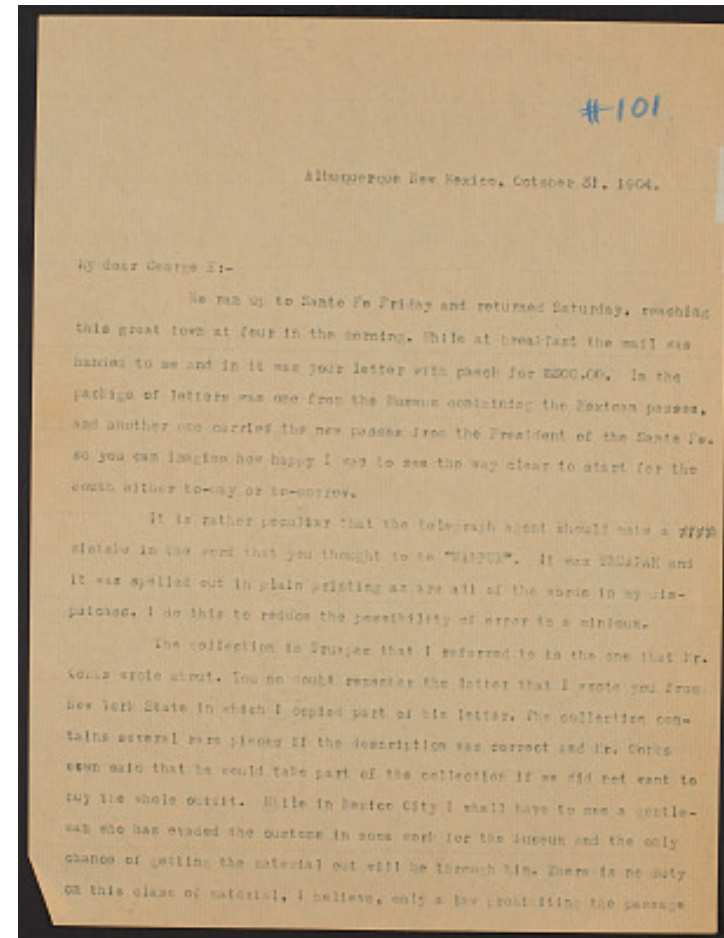 #101
Albuquerque New Mexico, October 31, 1904.
My dear George H:-
We ran up to Sante Fe Friday and returned Saturday, reaching
this great town at four in the morning. While at breakfast the mail was
handed to me and in it was your letter with check for $200.00. In the
package of letters was one from the Museum containing the Mexican passes,
and another one carried the new passes from the President of the Sante Fe.
so you can imagine how happy I was to see the way clear to start for the
south either to-day or to-morrow.
It is rather peculiar that the telegraph agent should make a
mistake in the word that you thought to be It was URUAPAN and
it was spelled out in plain printing as are all of the words in my dis-
patches. I do this to reduce the possibility of error to a minimum.
The collection in Uruapan that I referred to is the one that Mr.
wrote about. You no doubt remember the letter that I wrote you from
New York State in which I copied part of his letter. The collection con-
tains several rare pieces if the description was correct and Mr.
even said that he would take part of the collection if we did not want to
buy the whole outfit. While in Mexico City I shall have to see a gentle-
man who has evaded the customs in some work for the Museum and the only
chance of getting the material out will be through him. There is no duty
on this class of material, I believe, only a law prohibiting the passage